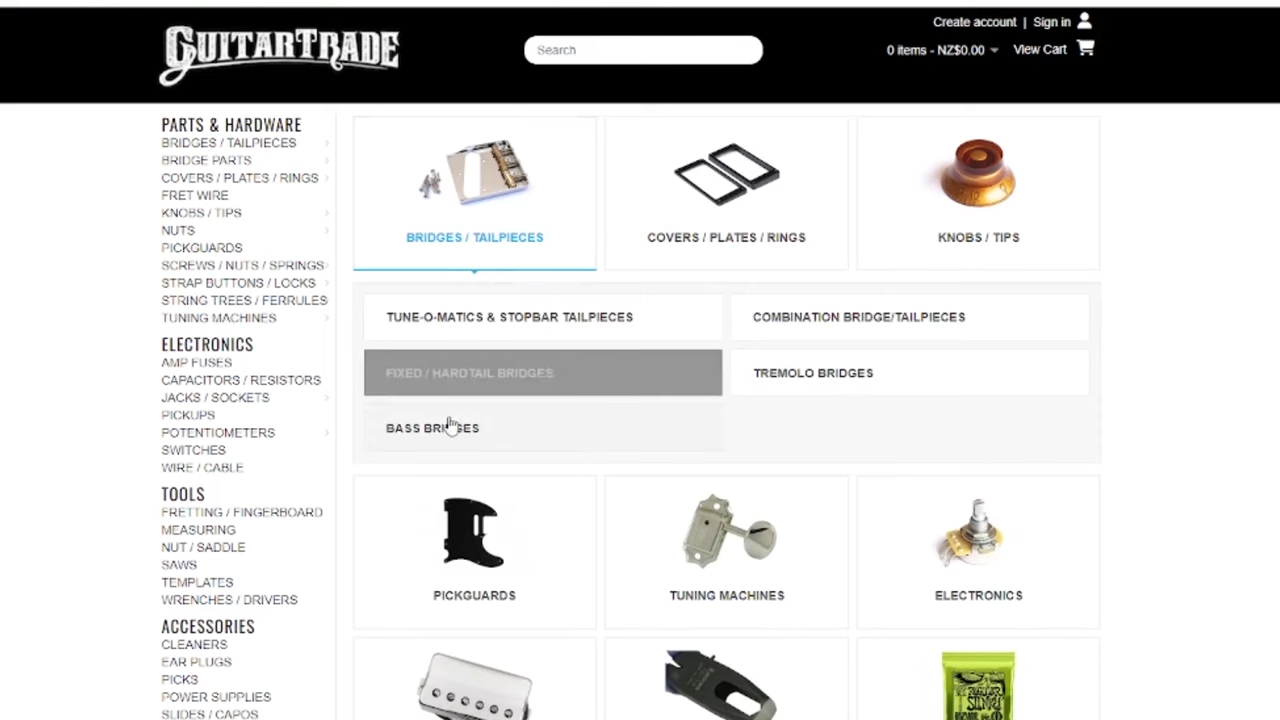 GUITARTRADE
Search
Create account | Sign in
0 items - NZ$0.00 View Cart
PARTS & HARDWARE
BRIDGES / TAILPIECES
BRIDGE PARTS
COVERS / PLATES / RINGS
FRET WIRE
KNOBS / TIPS
NUTS
PICKGUARDS
SCREWS / NUTS / SPRINGS
STRAP BUTTONS / LOCKS
STRING TREES / FERRULES
TUNING MACHINES
ELECTRONICS
AMP FUSES
CAPACITORS / RESISTORS
JACKS / SOCKETS
PICKUPS
POTENTIOMETERS
SWITCHES
WIRE / CABLE
TOOLS
FRETTING / FINGERBOARD
MEASURING
NUT / SADDLE
SAWS
TEMPLATES
WRENCHES / DRIVERS
ACCESSORIES
CLEANERS
EAR PLUGS
PICKS
POWER SUPPLIES
SLIDES / CAPOS
BRIDGES / TAILPIECES
COVERS / PLATES / RINGS
KNOBS / TIPS
TUNE-O-MATICS & STOPBAR TAILPIECES
COMBINATION BRIDGE/TAILPIECES
FIXED / HARDTAIL BRIDGES
TREMOLO BRIDGES
BASS BRIDGES
PICKGUARDS
TUNING MACHINES
ELECTRONICS